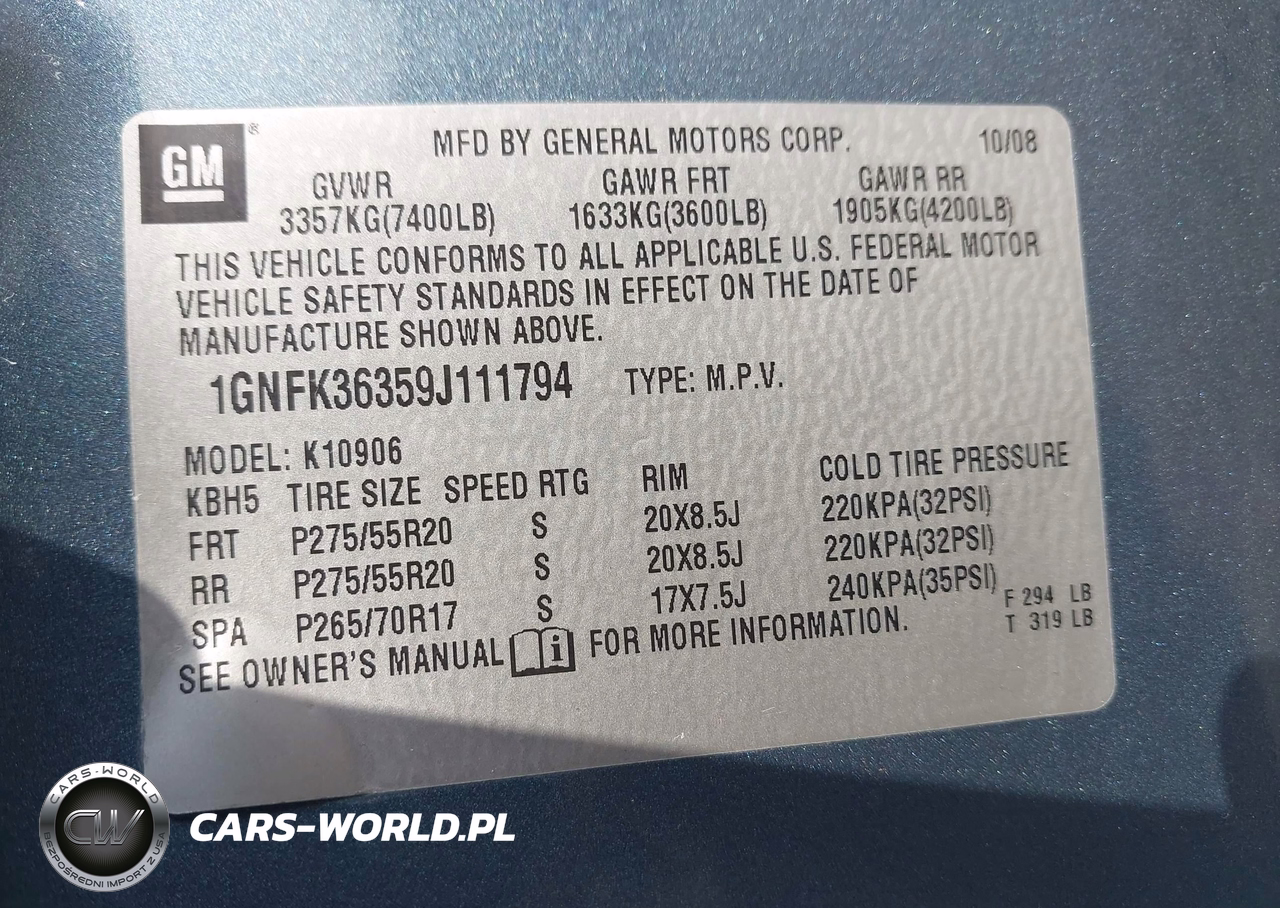 GM®
MFD BY GENERAL MOTORS CORP. 10/08
GVWR GAWR FRT GAWR RR
3357KG(7400LB) 1633KG(3600LB) 1905KG(4200LB)
THIS VEHICLE CONFORMS TO ALL APPLICABLE U.S. FEDERAL MOTOR
VEHICLE SAFETY STANDARDS IN EFFECT ON THE DATE OF
MANUFACTURE SHOWN ABOVE.
1GNFK36359J111794 TYPE: M.P.V.
MODEL: K10906
KBH5 TIRE SIZE SPEED RTG RIM COLD TIRE PRESSURE
FRT P275/55R20 S 20X8.5J 220KPA(32PSI)
RR P275/55R20 S 20X8.5J 220KPA(32PSI)
SPA P265/70R17 S 17X7.5J 240KPA(35PSI)
F 294 LB
T 319 LB
SEE OWNER'S MANUAL i FOR MORE INFORMATION.
CARS-WORLD
CW
BEZPOŚREDNI IMPORT Z USA
CARS-WORLD.PL